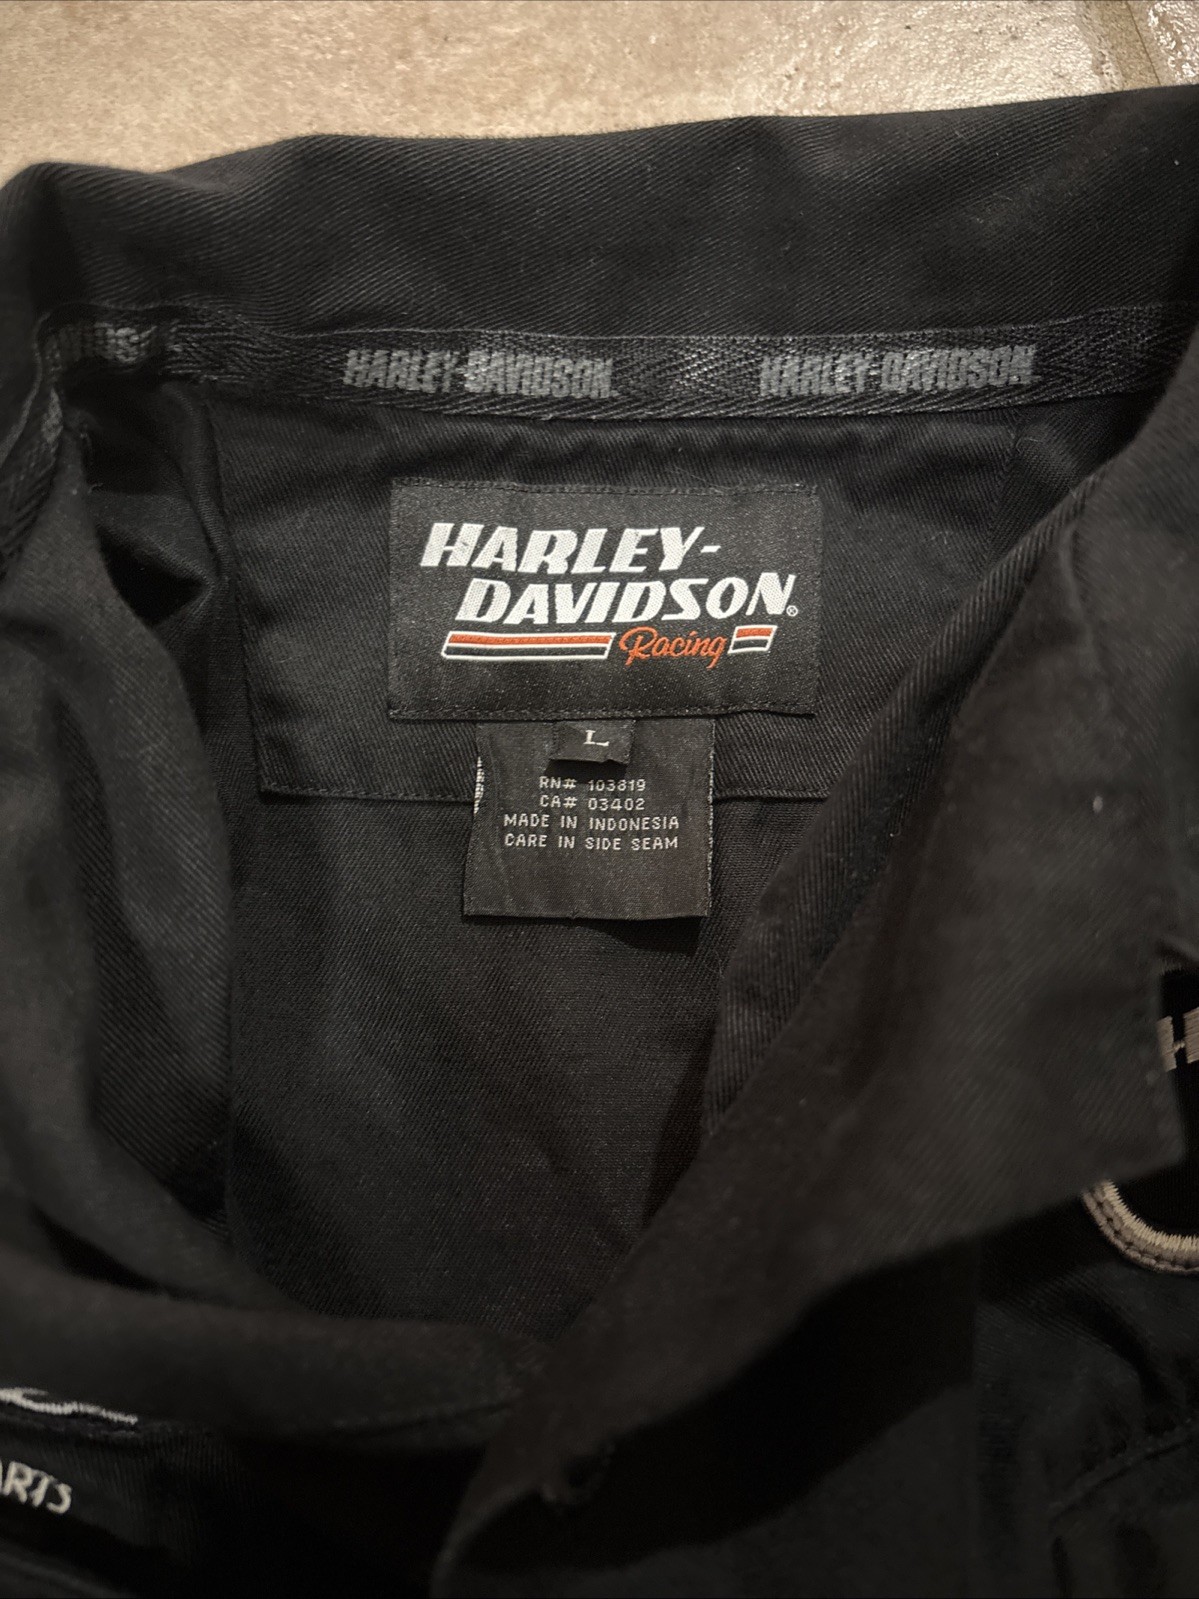 HARLEY-DAVIDSON HARLEY-DAVIDSON
HARLEY-
DAVIDSON®
Racing
L
RN# 103819
CA# 03402
MADE IN INDONESIA
CARE IN SIDE SEAM